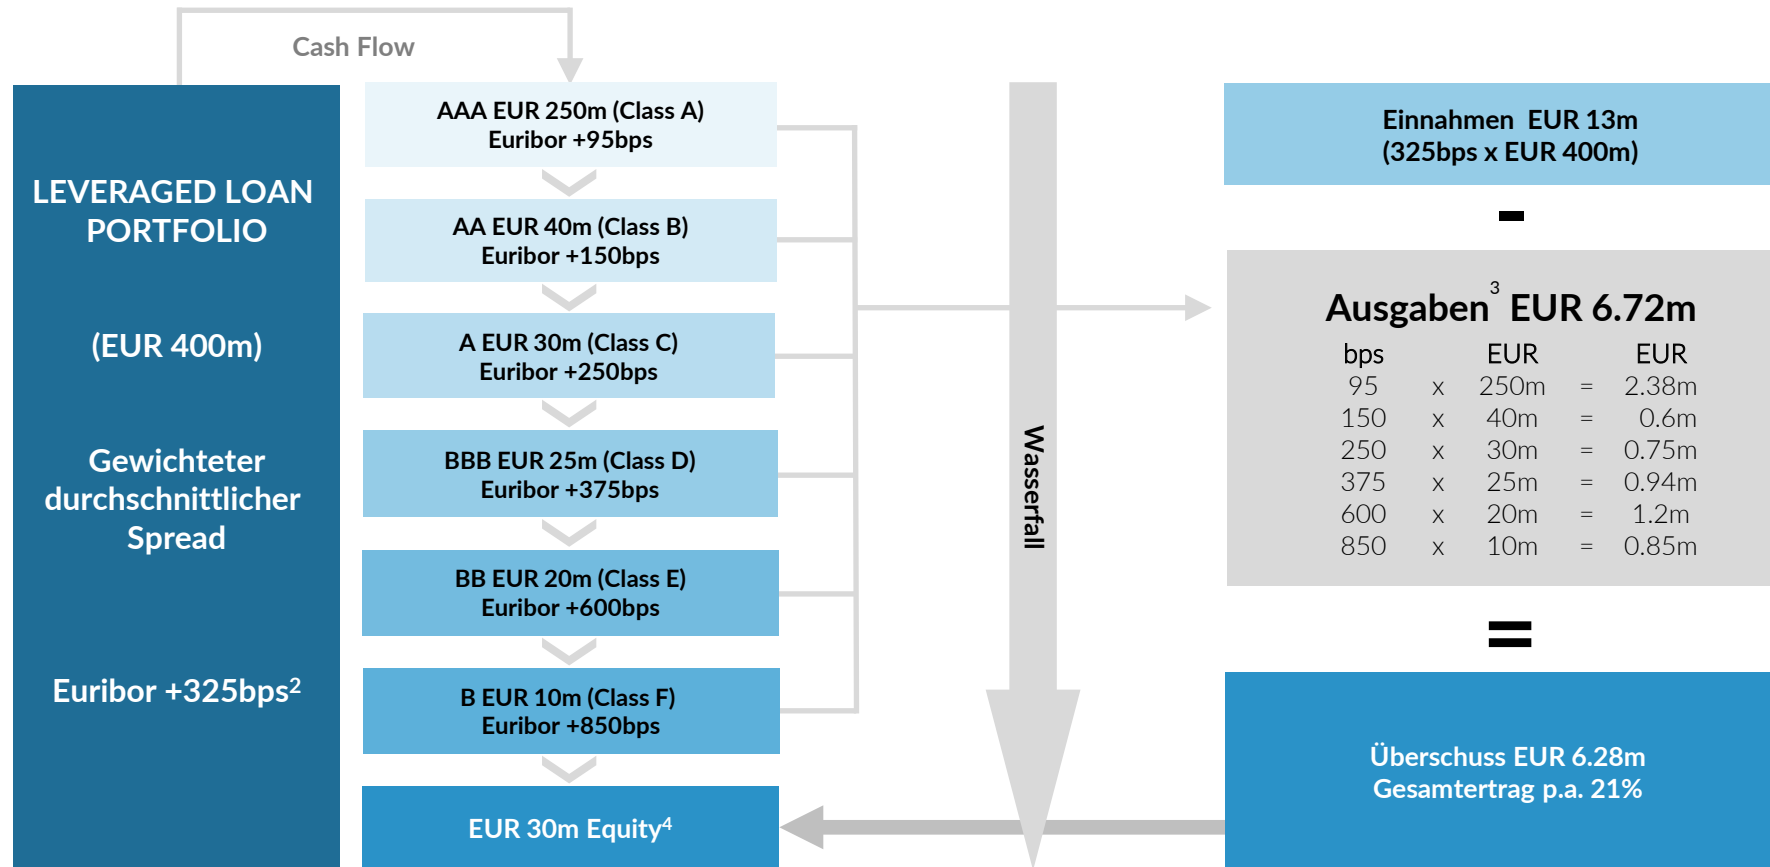 Cash Flow
LEVERAGED LOAN
PORTFOLIO
(EUR 400m)
Gewichteter
durchschnittlicher
Spread
Euribor +325bps²
AAA EUR 250m (Class A)
Euribor +95bps
AA EUR 40m (Class B)
Euribor +150bps
A EUR 30m (Class C)
Euribor +250bps
BBB EUR 25m (Class D)
Euribor +375bps
BB EUR 20m (Class E)
Euribor +600bps
B EUR 10m (Class F)
Euribor +850bps
EUR 30m Equity⁴
Wasserfall
Einnahmen EUR 13m
(325bps x EUR 400m)
-
Ausgaben³ EUR 6.72m
bps EUR EUR
95 x 250m = 2.38m
150 x 40m = 0.6m
250 x 30m = 0.75m
375 x 25m = 0.94m
600 x 20m = 1.2m
850 x 10m = 0.85m
=
Überschuss EUR 6.28m
Gesamtertrag p.a. 21%